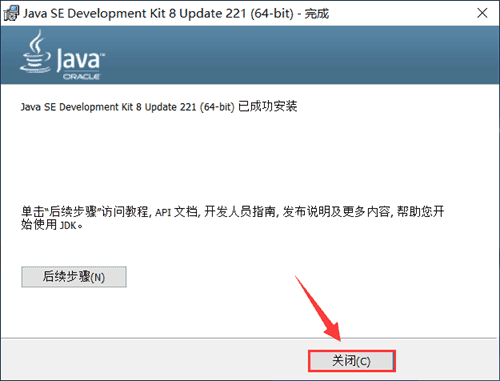 Java SE Development Kit 8 Update 221 (64-bit) - 完成
Java™
ORACLE
Java SE Development Kit 8 Update 221 (64-bit) 已成功安装
单击“后续步骤”访问教程, API 文档, 开发人员指南, 发布说明及更多内容, 帮助您开
始使用 JDK。
后续步骤(N)
关闭(C)